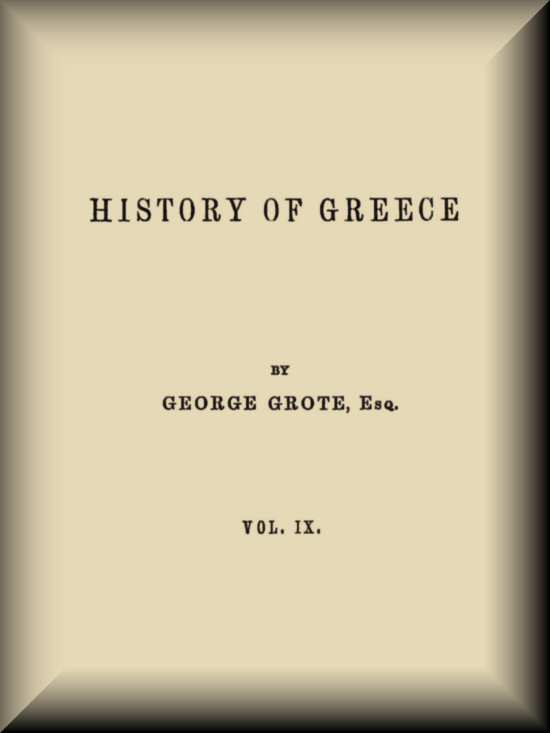 HISTORY OF GREECE
BY
GEORGE GROTE, Esq.
VOL. IX.